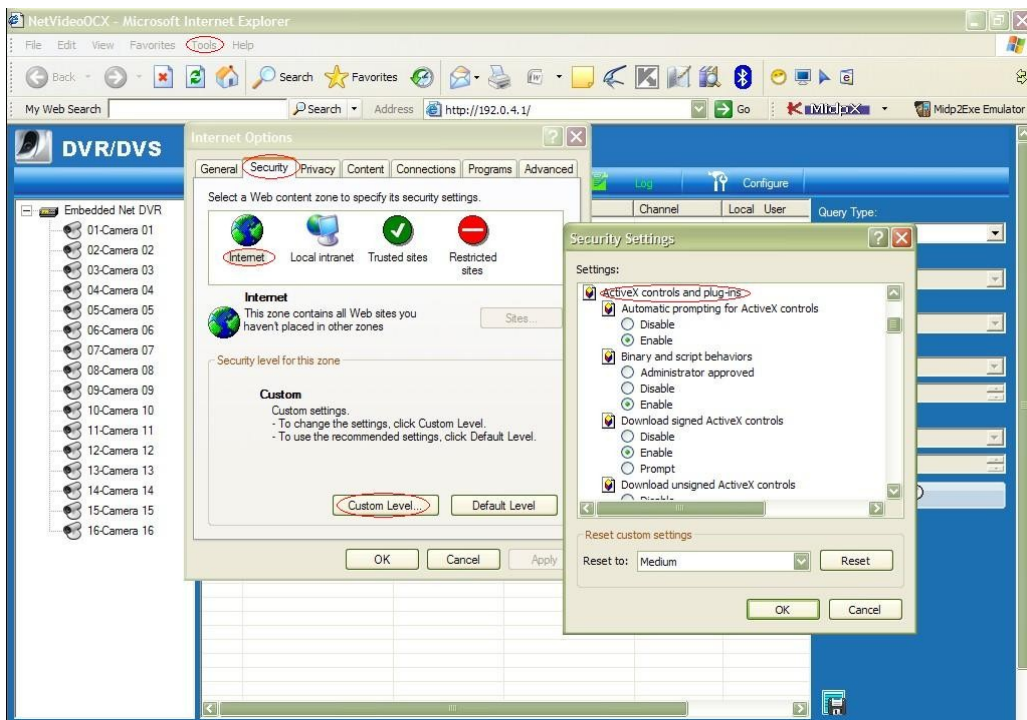 NetVideoOCX - Microsoft Internet Explorer
File Edit View Favorites Tools Help
Back Search Favorites
My Web Search Search Address http://192.0.4.1/ Go MidpX Midp2Exe Emulator
DVR/DVS
Log Configure
Embedded Net DVR
01-Camera 01
02-Camera 02
03-Camera 03
04-Camera 04
05-Camera 05
06-Camera 06
07-Camera 07
08-Camera 08
09-Camera 09
10-Camera 10
11-Camera 11
12-Camera 12
13-Camera 13
14-Camera 14
15-Camera 15
16-Camera 16
Internet Options
General Security Privacy Content Connections Programs Advanced
Select a Web content zone to specify its security settings.
Internet Local intranet Trusted sites Restricted
sites
Internet
This zone contains all Web sites you
haven't placed in other zones
Sites...
Security level for this zone
Custom
Custom settings.
- To change the settings, click Custom Level.
- To use the recommended settings, click Default Level.
Custom Level... Default Level
OK Cancel Apply
Channel Local User
Query Type:
Security Settings
Settings:
ActiveX controls and plug-ins
Automatic prompting for ActiveX controls
Disable
Enable
Binary and script behaviors
Administrator approved
Disable
Enable
Download signed ActiveX controls
Disable
Enable
Prompt
Download unsigned ActiveX controls
Disable
Reset custom settings
Reset to: Medium Reset
OK Cancel